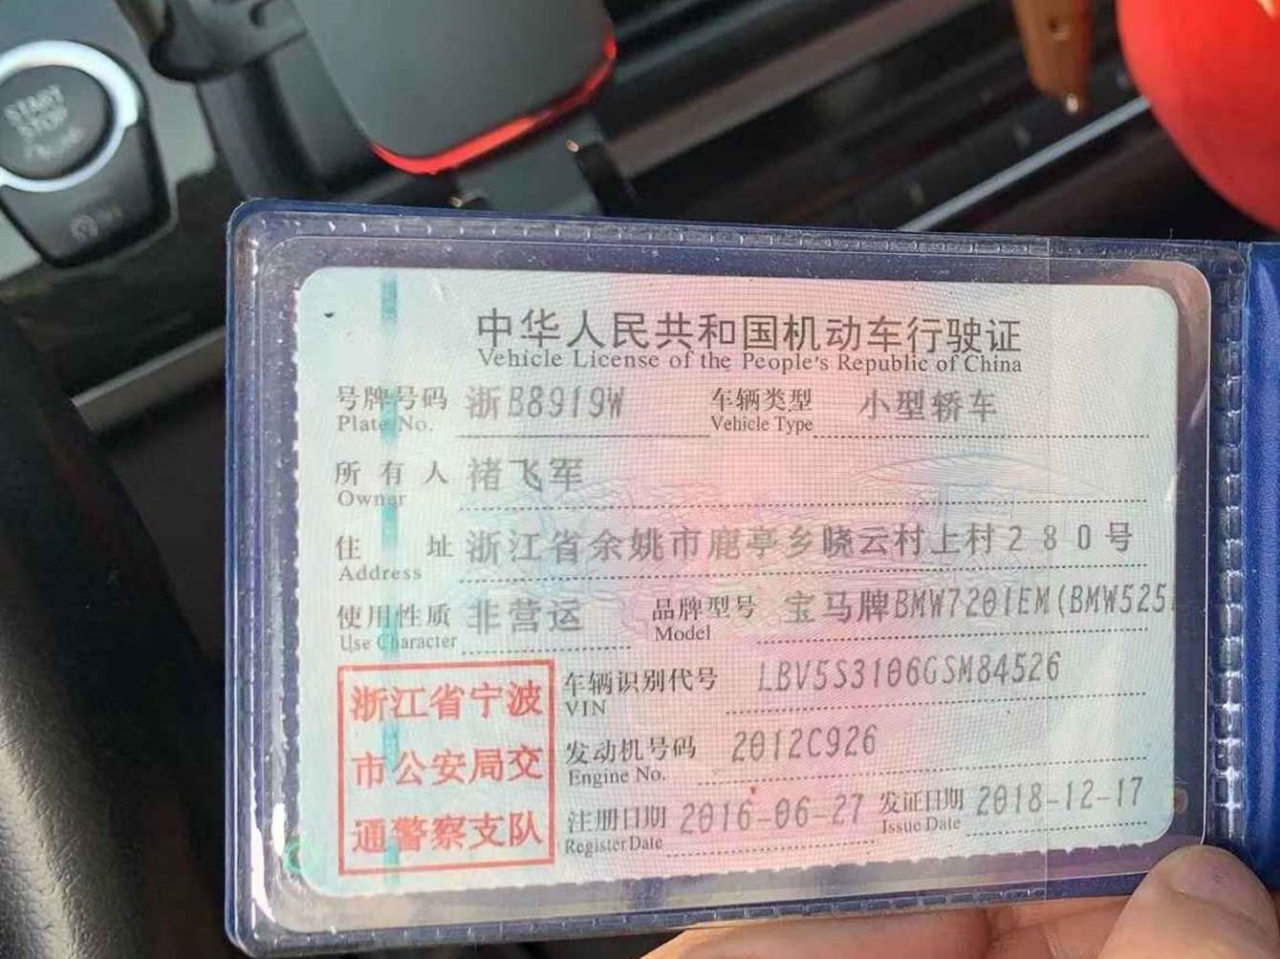 START
STOP
中华人民共和国机动车行驶证
Vehicle License of the People's Republic of China
号牌号码 浙B8919W 车辆类型 小型轿车
Plate No. Vehicle Type
所有人 褚飞军
Owner
住址 浙江省余姚市鹿亭乡晓云村上村280号
Address
使用性质 非营运 品牌型号 宝马牌BMW7201EM(BMW525
Use Character Model
浙江省宁波
市公安局交
通警察支队
车辆识别代号 LBV5S3106GSM84526
VIN
发动机号码 2012C926
Engine No.
注册日期 2016-06-27 发证日期 2018-12-17
Register Date Issue Date